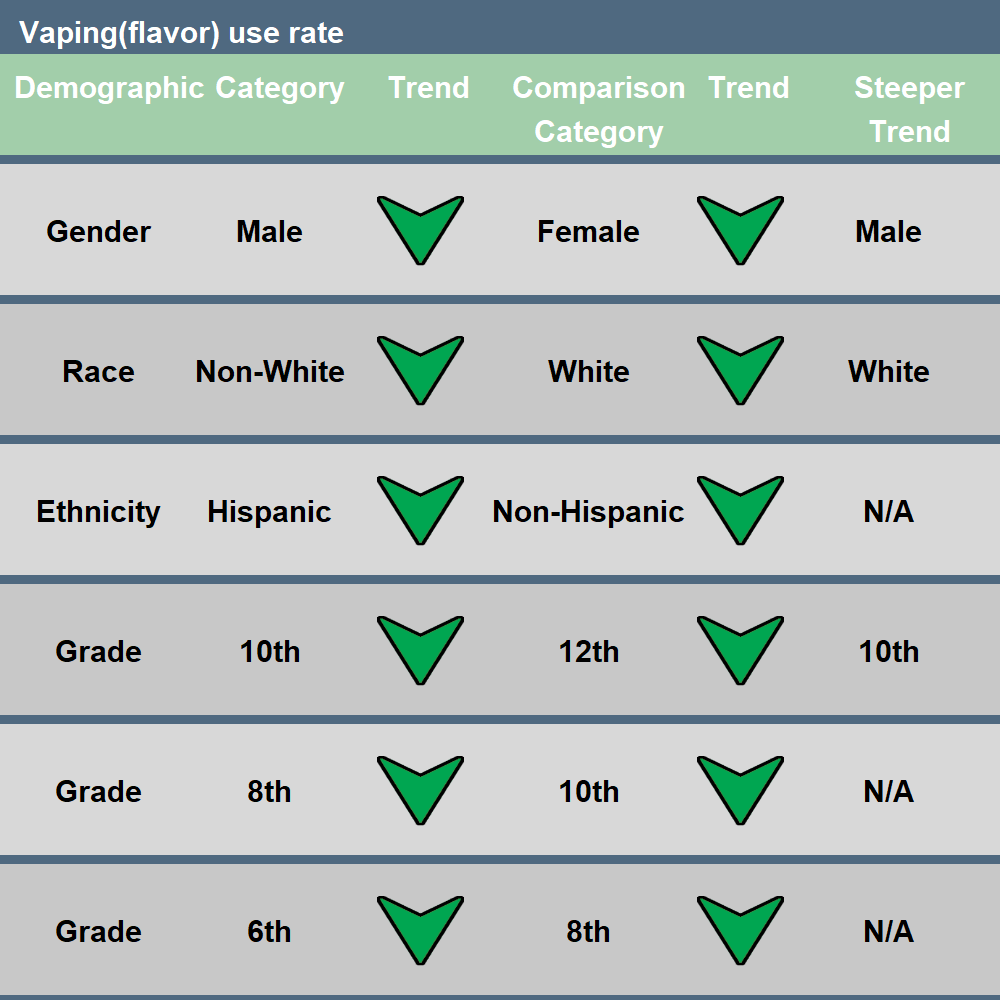 Vaping(flavor) use rate
Demographic Category Trend Comparison Category Trend Steeper Trend
Gender Male Female Male
Race Non-White White White
Ethnicity Hispanic Non-Hispanic N/A
Grade 10th 12th 10th
Grade 8th 10th N/A
Grade 6th 8th N/A